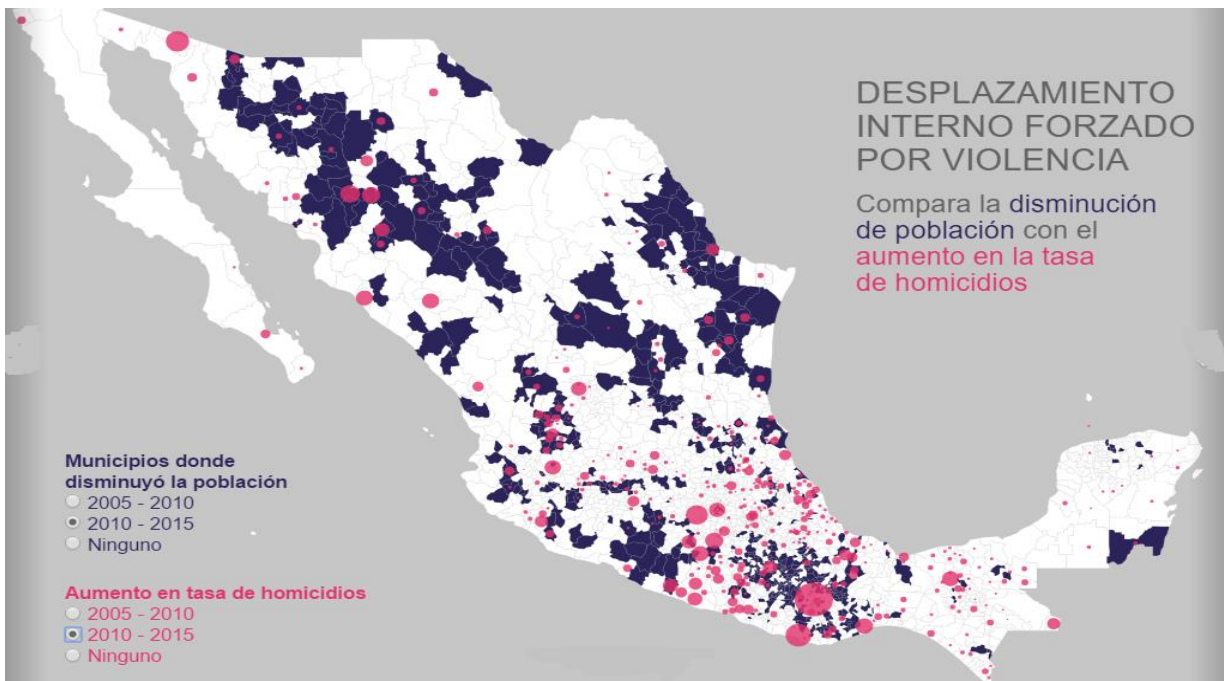 DESPLAZAMIENTO
INTERNO FORZADO
POR VIOLENCIA
Compara la disminución
de población con el
aumento en la tasa
de homicidios
Municipios donde
disminuyó la población
2005 - 2010
2010 - 2015
Ninguno
Aumento en tasa de homicidios
2005 - 2010
2010 - 2015
Ninguno